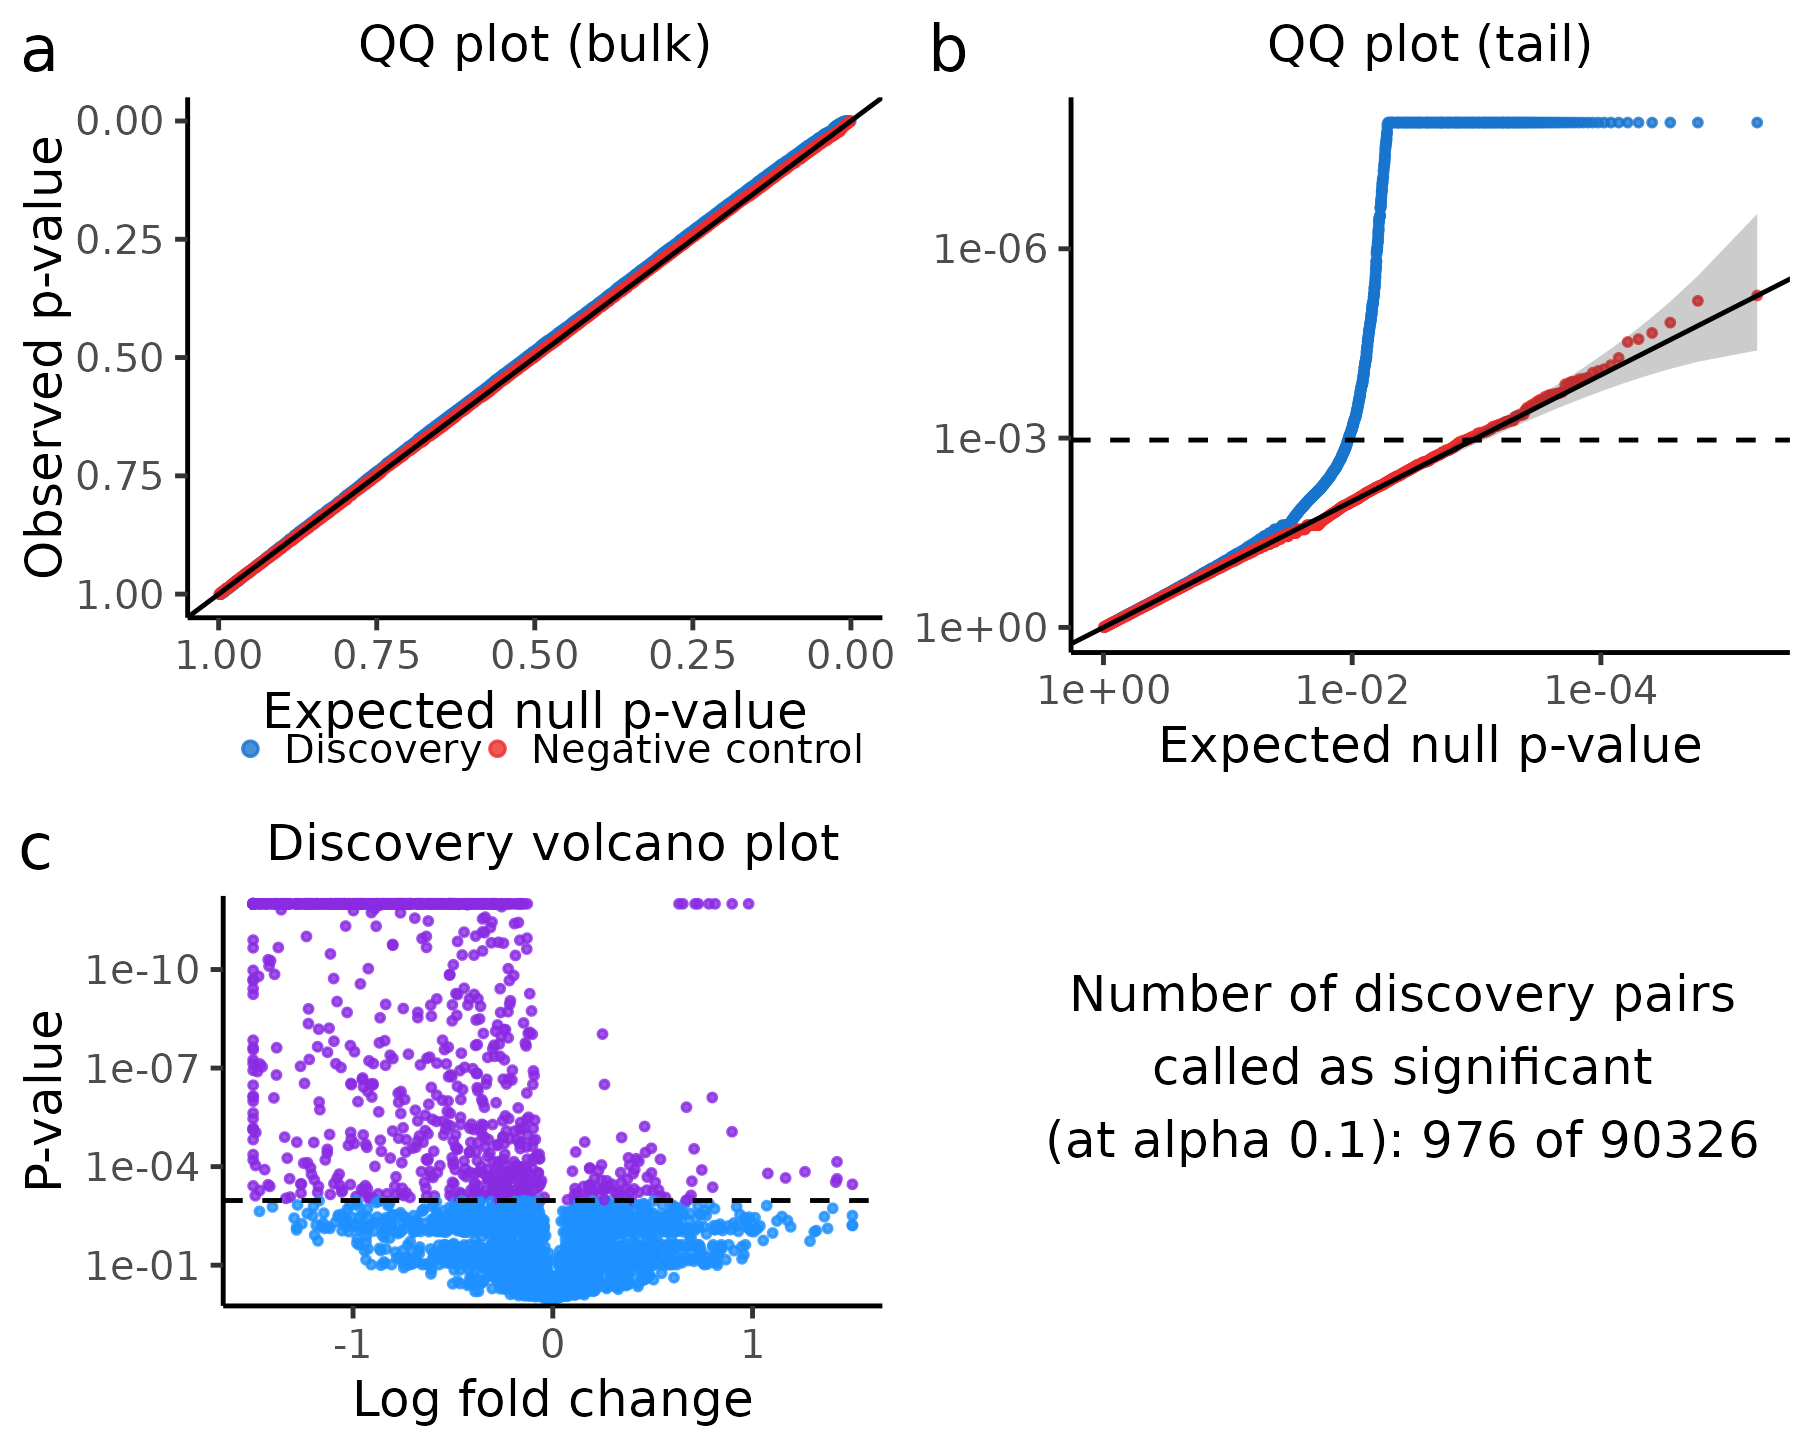 a
QQ plot (bulk)
Observed p-value
0.00
0.25
0.50
0.75
1.00
1.00 0.75 0.50 0.25 0.00
Expected null p-value
Discovery Negative control
b
QQ plot (tail)
1e-06
1e-03
1e+00
1e+00 1e-02 1e-04
Expected null p-value
c
Discovery volcano plot
P-value
1e-10
1e-07
1e-04
1e-01
-1 0 1
Log fold change
Number of discovery pairs
called as significant
(at alpha 0.1): 976 of 90326